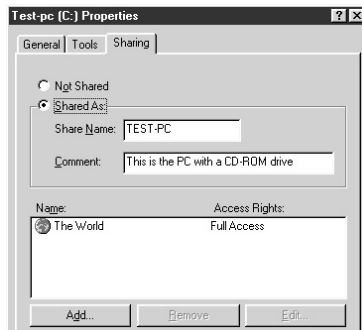 Test-pc (C:) Properties
General Tools Sharing
Not Shared
Shared As:
Share Name: TEST-PC
Comment: This is the PC with a CD-ROM drive
Name: Access Rights:
The World Full Access
Add... Remove Edit...